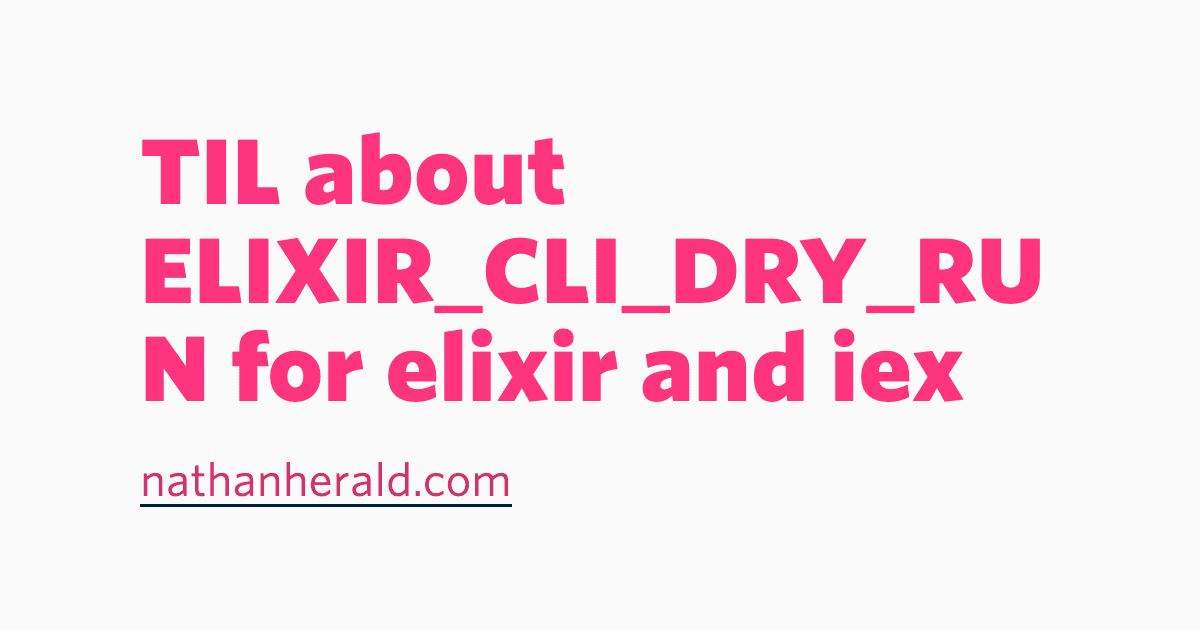 TIL about
ELIXIR_CLI_DRY_RU
N for elixir and iex
nathanherald.com